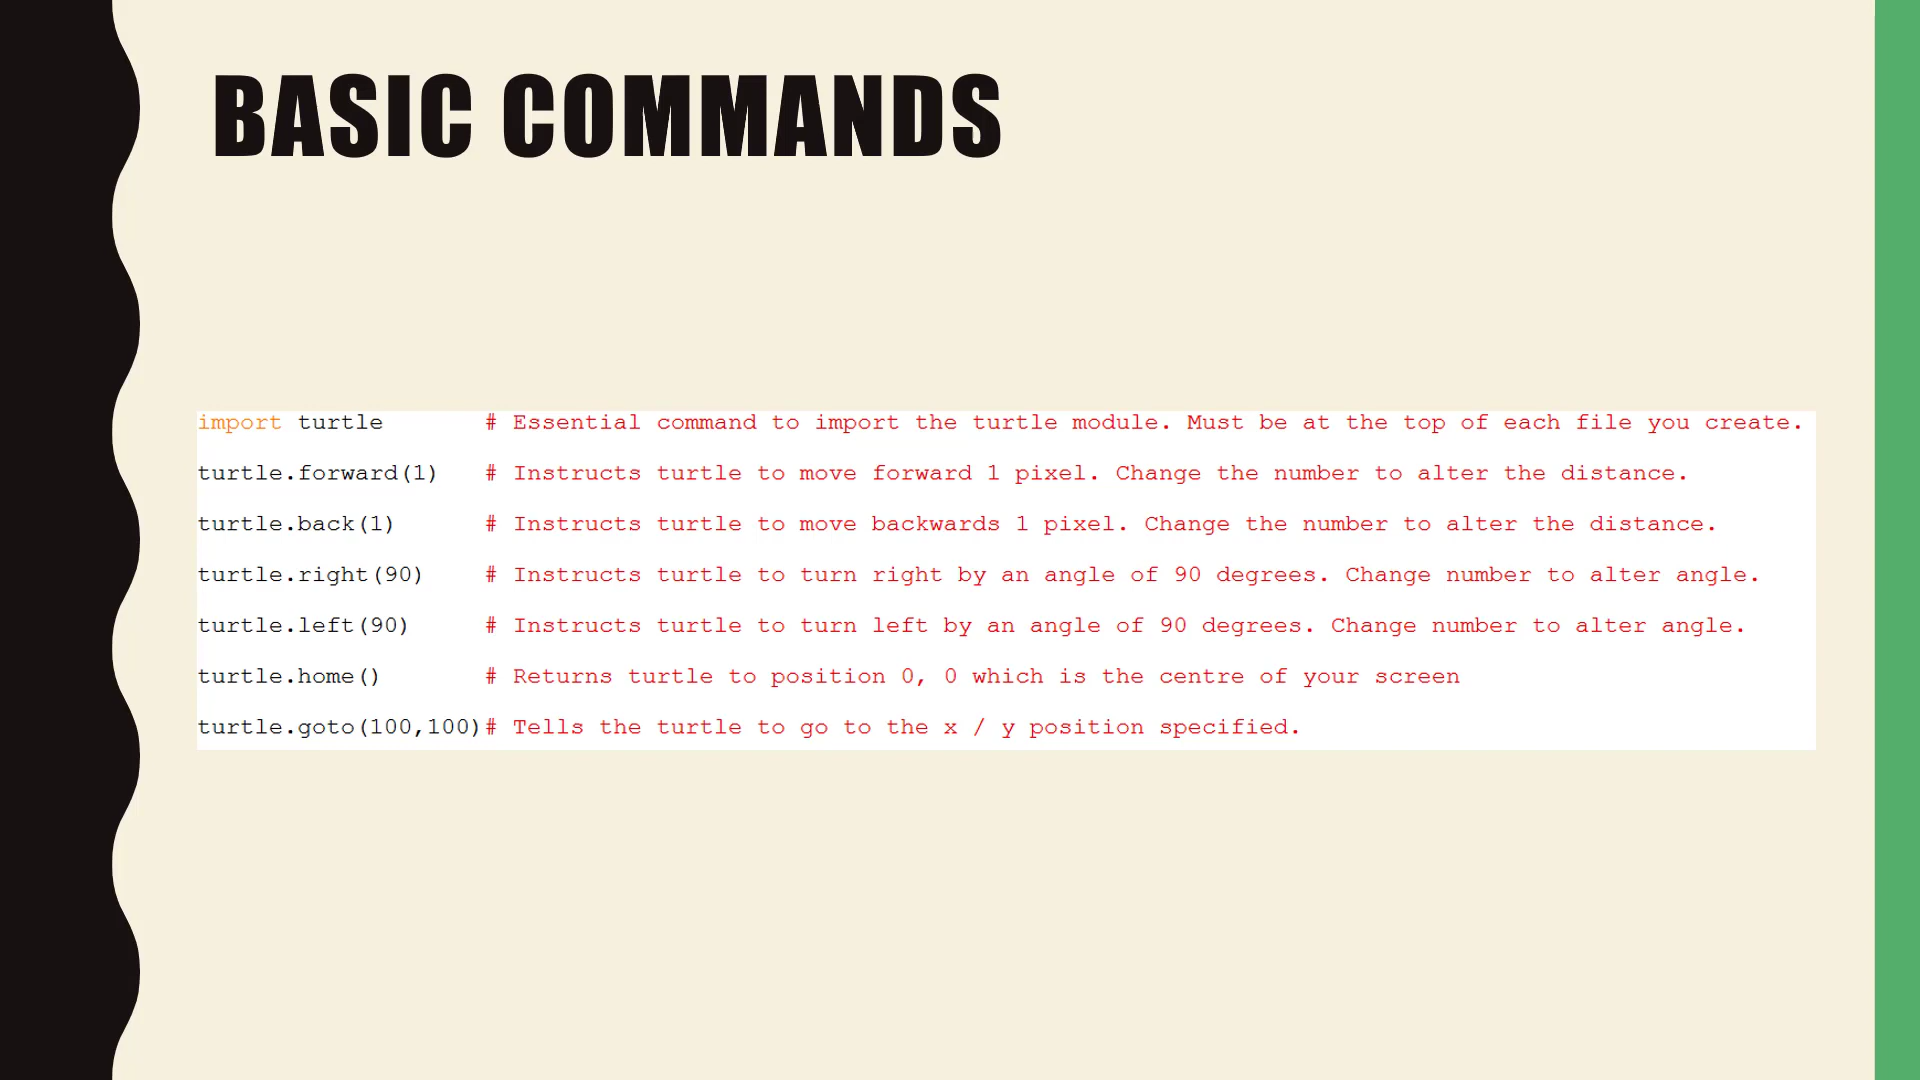 BASIC COMMANDS
import turtle # Essential command to import the turtle module. Must be at the top of each file you create.
turtle.forward(1) # Instructs turtle to move forward 1 pixel. Change the number to alter the distance.
turtle.back(1) # Instructs turtle to move backwards 1 pixel. Change the number to alter the distance.
turtle.right(90) # Instructs turtle to turn right by an angle of 90 degrees. Change number to alter angle.
turtle.left(90) # Instructs turtle to turn left by an angle of 90 degrees. Change number to alter angle.
turtle.home() # Returns turtle to position 0, 0 which is the centre of your screen
turtle.goto(100,100)# Tells the turtle to go to the x / y position specified.